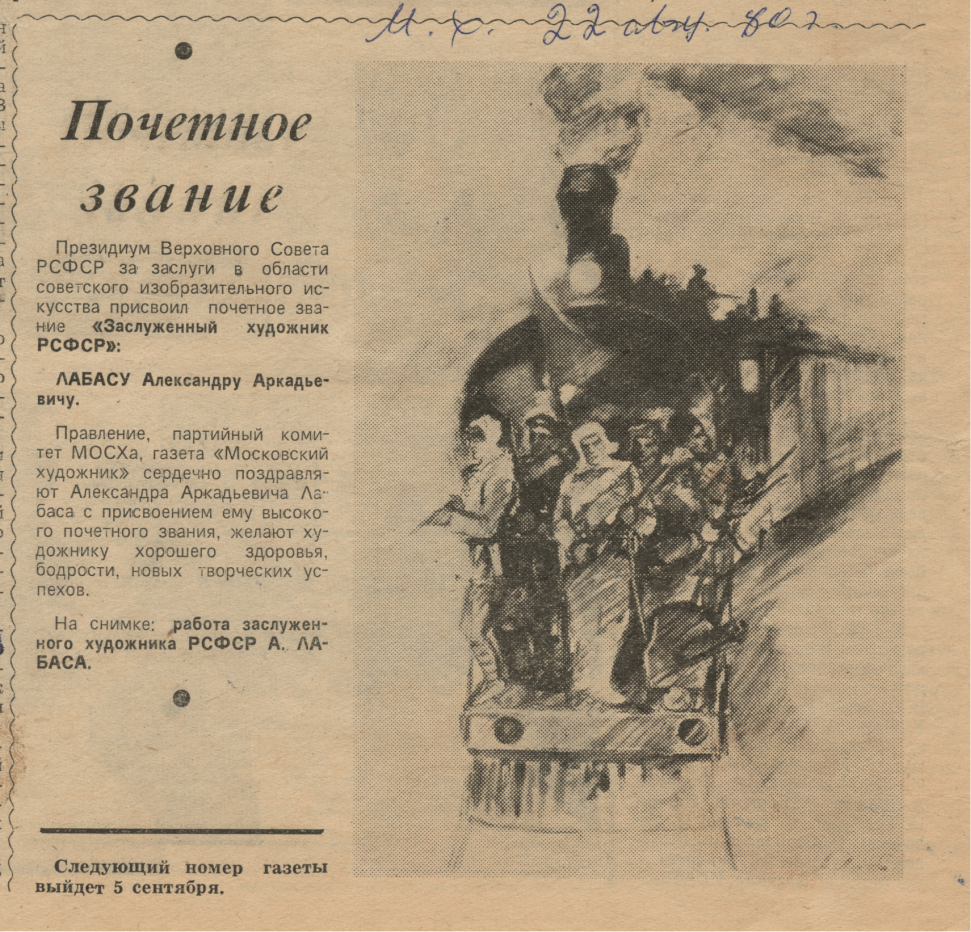 М. Х. 22 авг. 80 г.
Почетное
звание
Президиум Верховного Совета
РСФСР за заслуги в области
советского изобразительного ис-
кусства присвоил почетное зва-
ние «Заслуженный художник
РСФСР»:
ЛАБАСУ Александру Аркадье-
вичу.
Правление, партийный коми-
тет МОСХа, газета «Московский
художник» сердечно поздравля-
ют Александра Аркадьевича Ла-
баса с присвоением ему высоко-
го почетного звания, желают ху-
дожнику хорошего здоровья,
бодрости, новых творческих ус-
пехов.
На снимке: работа заслужен-
ного художника РСФСР А. ЛА-
БАСА.
Следующий номер газеты
выйдет 5 сентября.